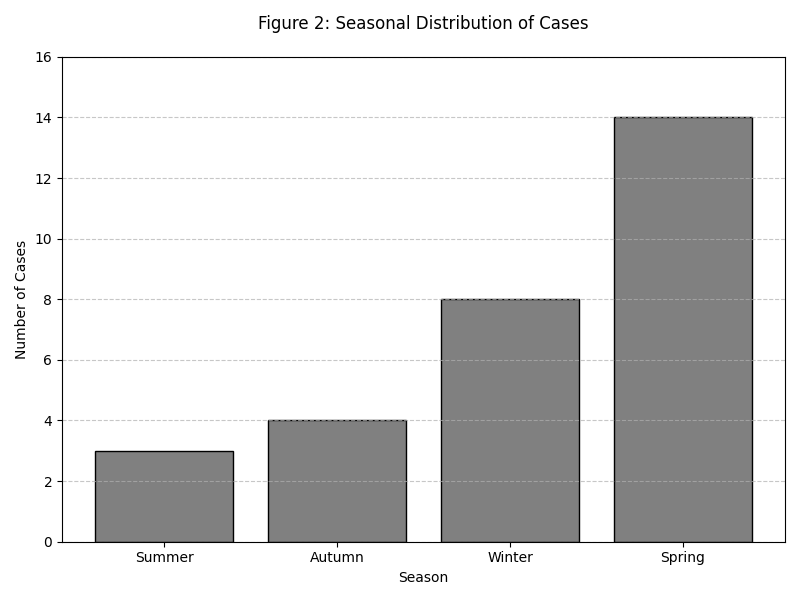 Figure 2: Seasonal Distribution of Cases
16
14
12
10
8
6
4
2
0
Number of Cases
Summer Autumn Winter Spring
Season